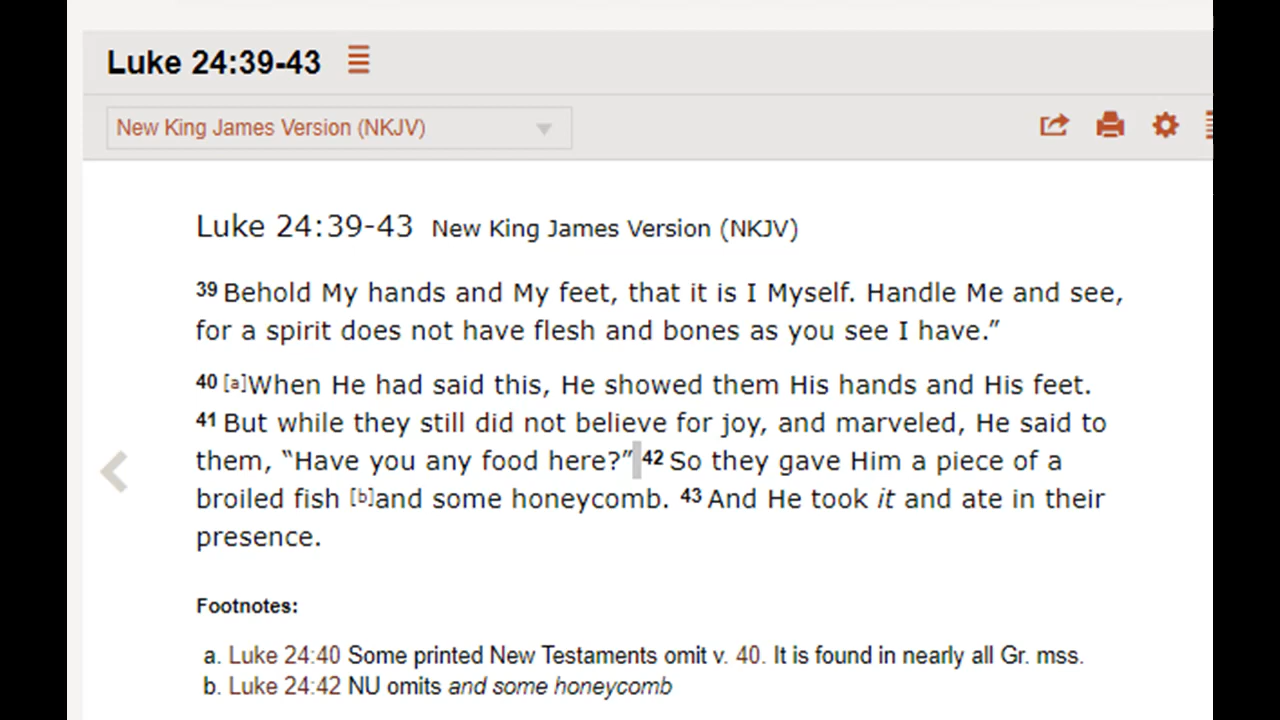 Luke 24:39-43
New King James Version (NKJV)
Luke 24:39-43 New King James Version (NKJV)
39 Behold My hands and My feet, that it is I Myself. Handle Me and see,
for a spirit does not have flesh and bones as you see I have.”
40 [a]When He had said this, He showed them His hands and His feet.
41 But while they still did not believe for joy, and marveled, He said to
them, “Have you any food here?” 42 So they gave Him a piece of a
broiled fish [b]and some honeycomb. 43 And He took it and ate in their
presence.
Footnotes:
a. Luke 24:40 Some printed New Testaments omit v. 40. It is found in nearly all Gr. mss.
b. Luke 24:42 NU omits and some honeycomb